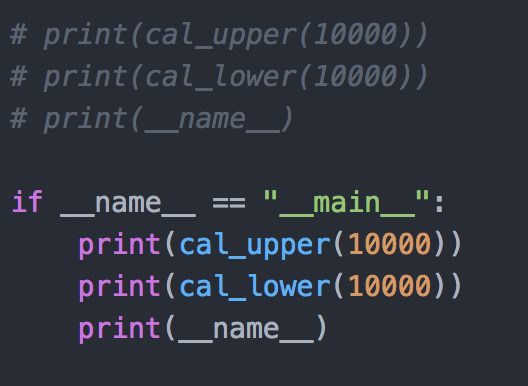 # print(cal_upper(10000))
# print(cal_lower(10000))
# print(__name__)
if __name__ == "__main__":
    print(cal_upper(10000))
    print(cal_lower(10000))
    print(__name__)